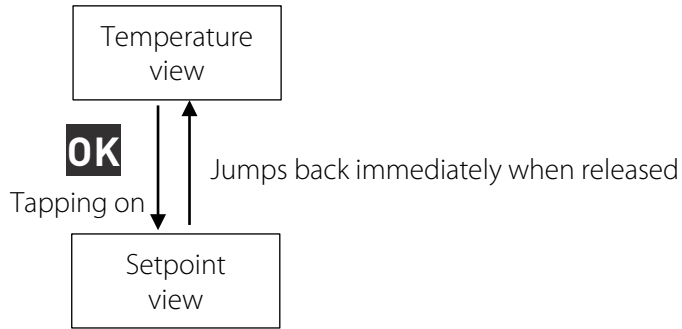 Temperature
view
OK
Jumps back immediately when released
Tapping on
Setpoint
view